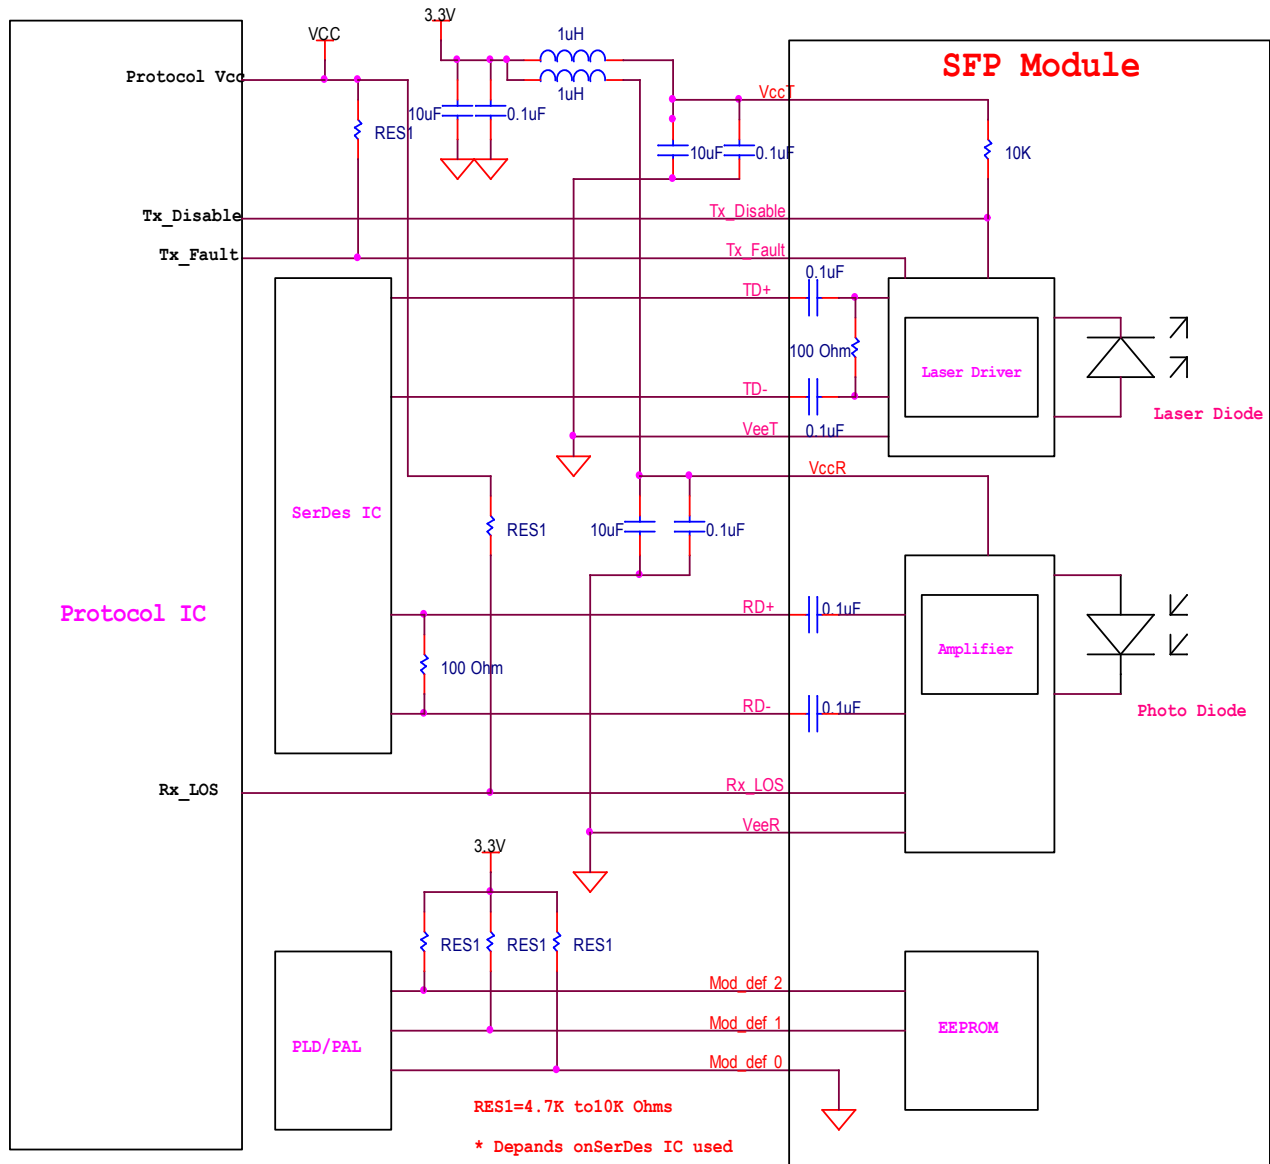 3.3V
VCC
1uH
SFP Module
Protocol Vcc
1uH
VccT
10uF
0.1uF
RES1
10uF
0.1uF
10K
Tx_Disable
Tx_Disable
Tx_Fault
Tx_Fault
0.1uF
TD+
100 Ohm
Laser Driver
TD-
Laser Diode
VeeT
0.1uF
VccR
SerDes IC
RES1
10uF
0.1uF
Protocol IC
RD+
0.1uF
Amplifier
100 Ohm
RD-
0.1uF
Photo Diode
Rx_LOS
Rx_LOS
VeeR
3.3V
RES1
RES1
RES1
Mod_def 2
Mod_def 1
EEPROM
PLD/PAL
Mod_def 0
RES1=4.7K to10K Ohms
* Depands onSerDes IC used